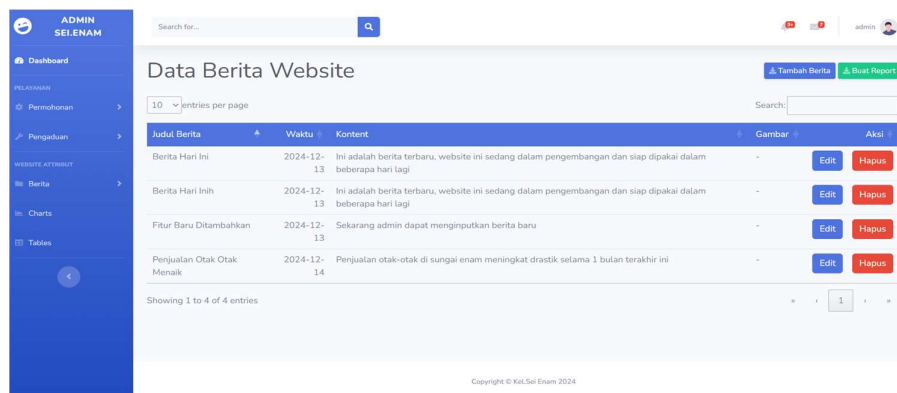 ADMIN
SEI.ENAM
Search for...
admin
Dashboard
PELAYANAN
Permohonan
Pengaduan
WEBSITE ATTRIBUT
Berita
Charts
Tables
Data Berita Website
Tambah Berita
Buat Report
10 entries per page
Search:
Judul Berita Waktu Kontent Gambar Aksi
Berita Hari Ini 2024-12- Ini adalah berita terbaru, website ini sedang dalam pengembangan dan siap dipakai dalam - Edit Hapus
13 beberapa hari lagi
Berita Hari Inih 2024-12- Ini adalah berita terbaru, website ini sedang dalam pengembangan dan siap dipakai dalam - Edit Hapus
13 beberapa hari lagi
Fitur Baru Ditambahkan 2024-12- Sekarang admin dapat menginputkan berita baru - Edit Hapus
13
Penjualan Otak Otak 2024-12- Penjualan otak-otak di sungai enam meningkat drastik selama 1 bulan terakhir ini - Edit Hapus
Menaik 14
Showing 1 to 4 of 4 entries
« ‹ 1 › »
Copyright © Kel.Sei Enam 2024